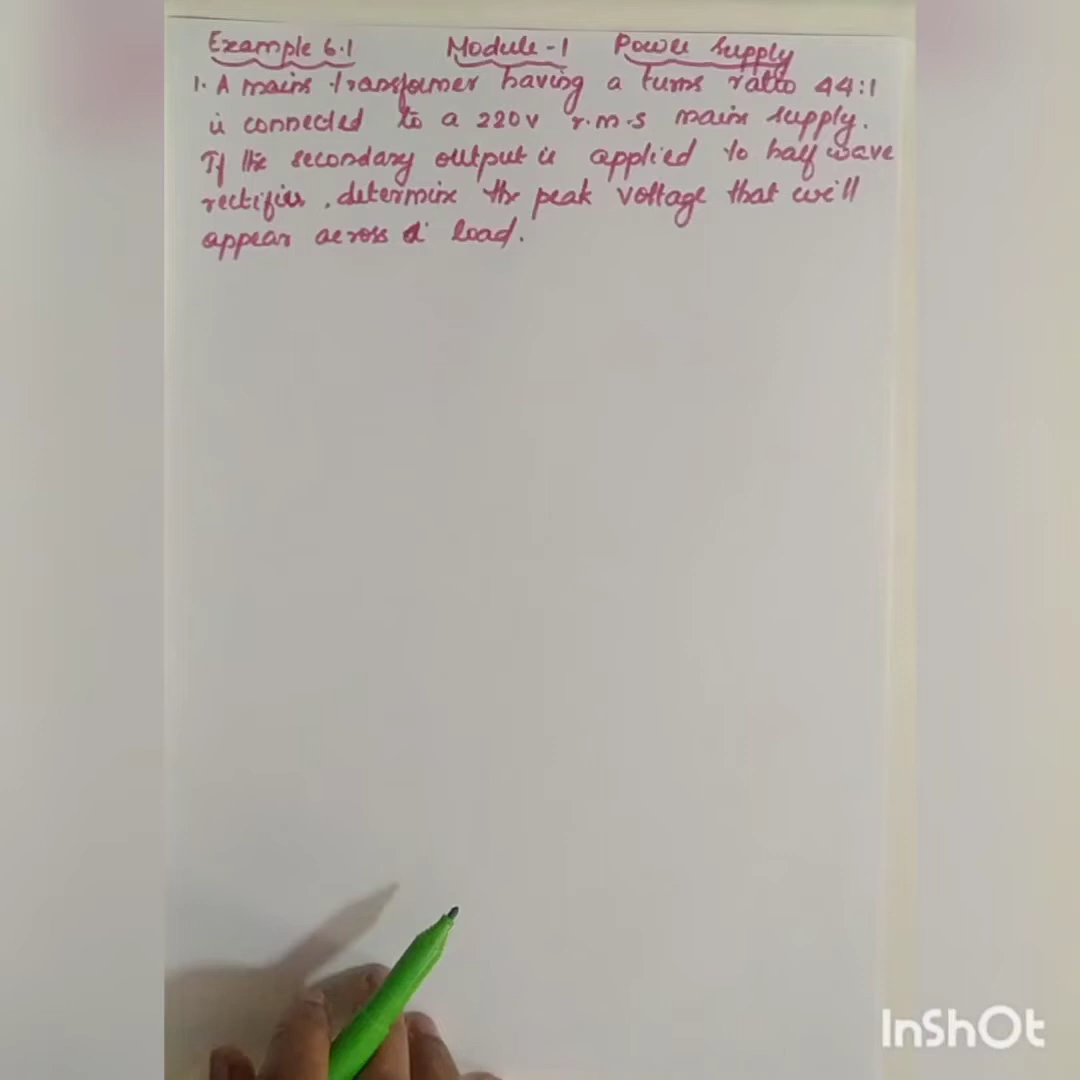 Example 6.1 Module-1 Power Supply
1. A mains transformer having a turns ratio 44:1
is connected to a 220V r.m.s mains supply.
If the secondary output is applied to half wave
rectifier, determine the peak voltage that will
appear across a load.
InShOt